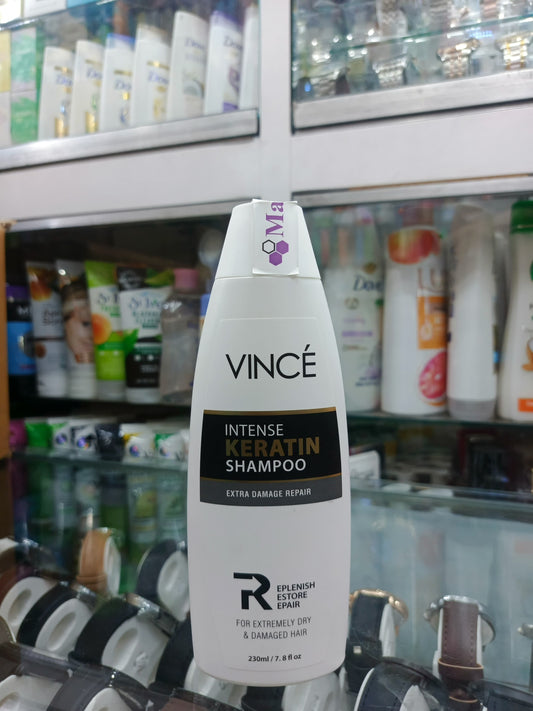 Ma
VINCÉ
INTENSE
KERATIN
SHAMPOO
EXTRA DAMAGE REPAIR
R EPLENISH
ESTORE
EPAIR
FOR EXTREMELY DRY
& DAMAGED HAIR
230ml / 7. 8 fl oz
Dove
Dove